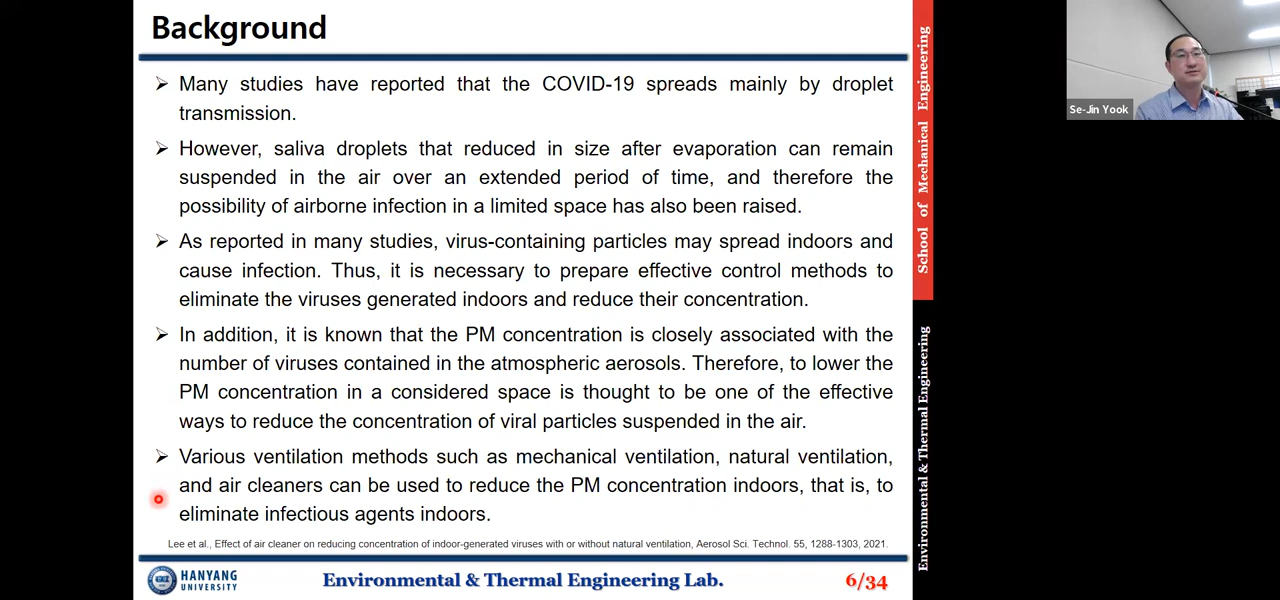 Background
➢ Many studies have reported that the COVID-19 spreads mainly by droplet
transmission.
➢ However, saliva droplets that reduced in size after evaporation can remain
suspended in the air over an extended period of time, and therefore the
possibility of airborne infection in a limited space has also been raised.
➢ As reported in many studies, virus-containing particles may spread indoors and
cause infection. Thus, it is necessary to prepare effective control methods to
eliminate the viruses generated indoors and reduce their concentration.
➢ In addition, it is known that the PM concentration is closely associated with the
number of viruses contained in the atmospheric aerosols. Therefore, to lower the
PM concentration in a considered space is thought to be one of the effective
ways to reduce the concentration of viral particles suspended in the air.
➢ Various ventilation methods such as mechanical ventilation, natural ventilation,
and air cleaners can be used to reduce the PM concentration indoors, that is, to
eliminate infectious agents indoors.
Lee et al., Effect of air cleaner on reducing concentration of indoor-generated viruses with or without natural ventilation, Aerosol Sci. Technol. 55, 1288-1303, 2021.
HANYANG
UNIVERSITY
Environmental & Thermal Engineering Lab.
6/34
School of Mechanical Engineering
Environmental & Thermal Engineering
Se-Jin Yook